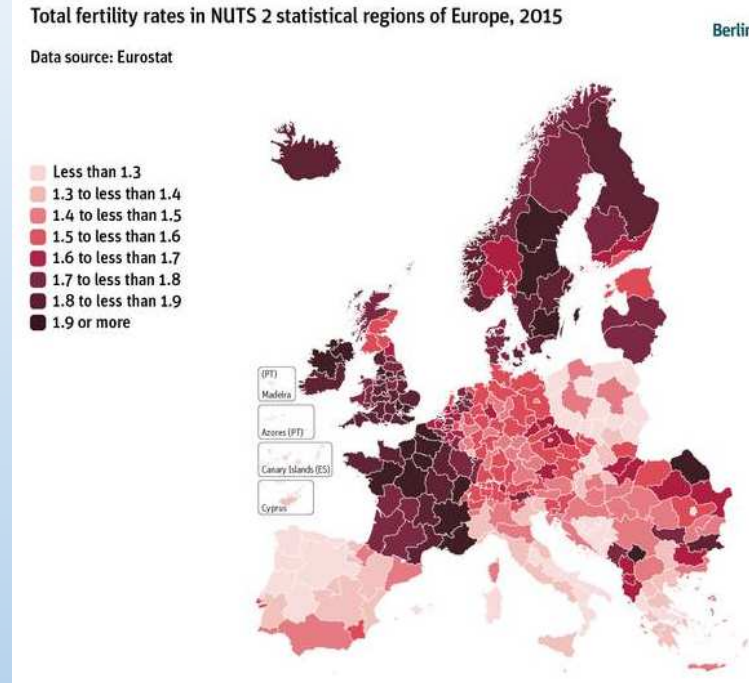 Total fertility rates in NUTS 2 statistical regions of Europe, 2015
Berlin
Data source: Eurostat
Less than 1.3
1.3 to less than 1.4
1.4 to less than 1.5
1.5 to less than 1.6
1.6 to less than 1.7
1.7 to less than 1.8
1.8 to less than 1.9
1.9 or more
(PT)
Madeira
Azores (PT)
Canary Islands (ES)
Cyprus